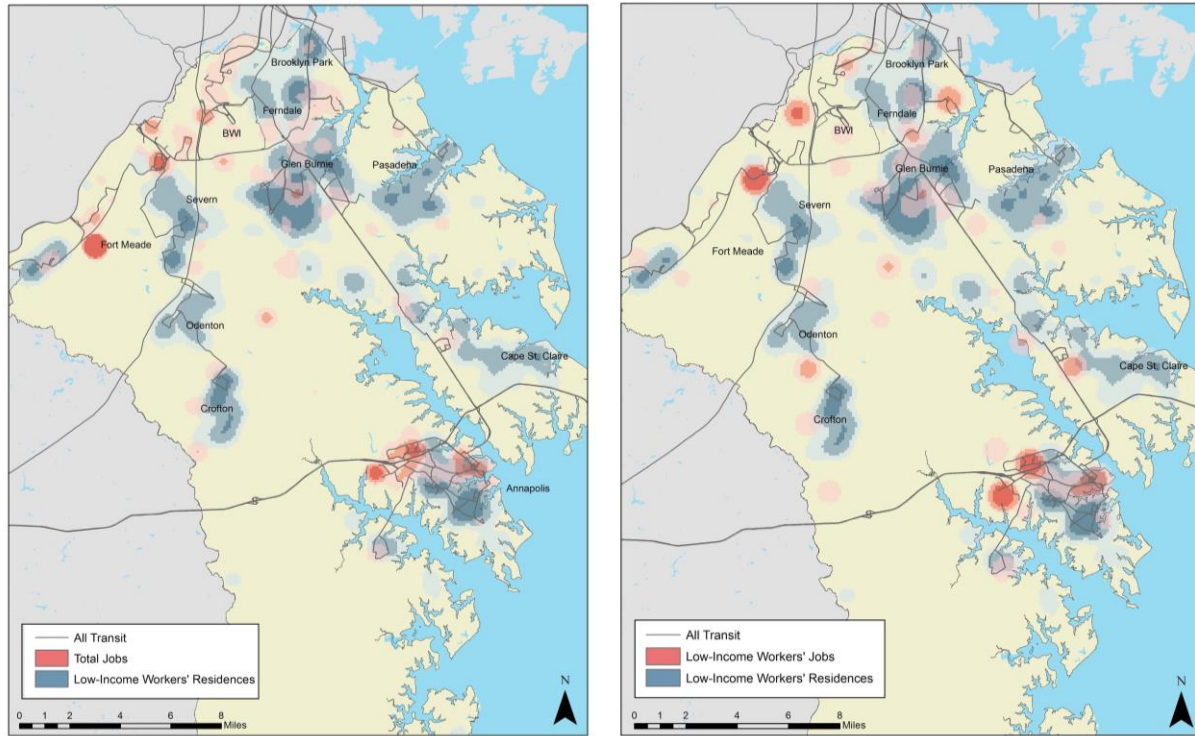 Brooklyn Park
Ferndale
BWI
Glen Burnie
Pasadena
Severn
Fort Meade
Odenton
Cape St. Claire
Crofton
Annapolis
All Transit
Total Jobs
Low-Income Workers' Residences
N
0 1 2 4 6 8
Miles
Brooklyn Park
Ferndale
BWI
Glen Burnie
Pasadena
Severn
Fort Meade
Odenton
Cape St. Claire
Crofton
Annapolis
All Transit
Low-Income Workers' Jobs
Low-Income Workers' Residences
N
0 1 2 4 6 8
Miles